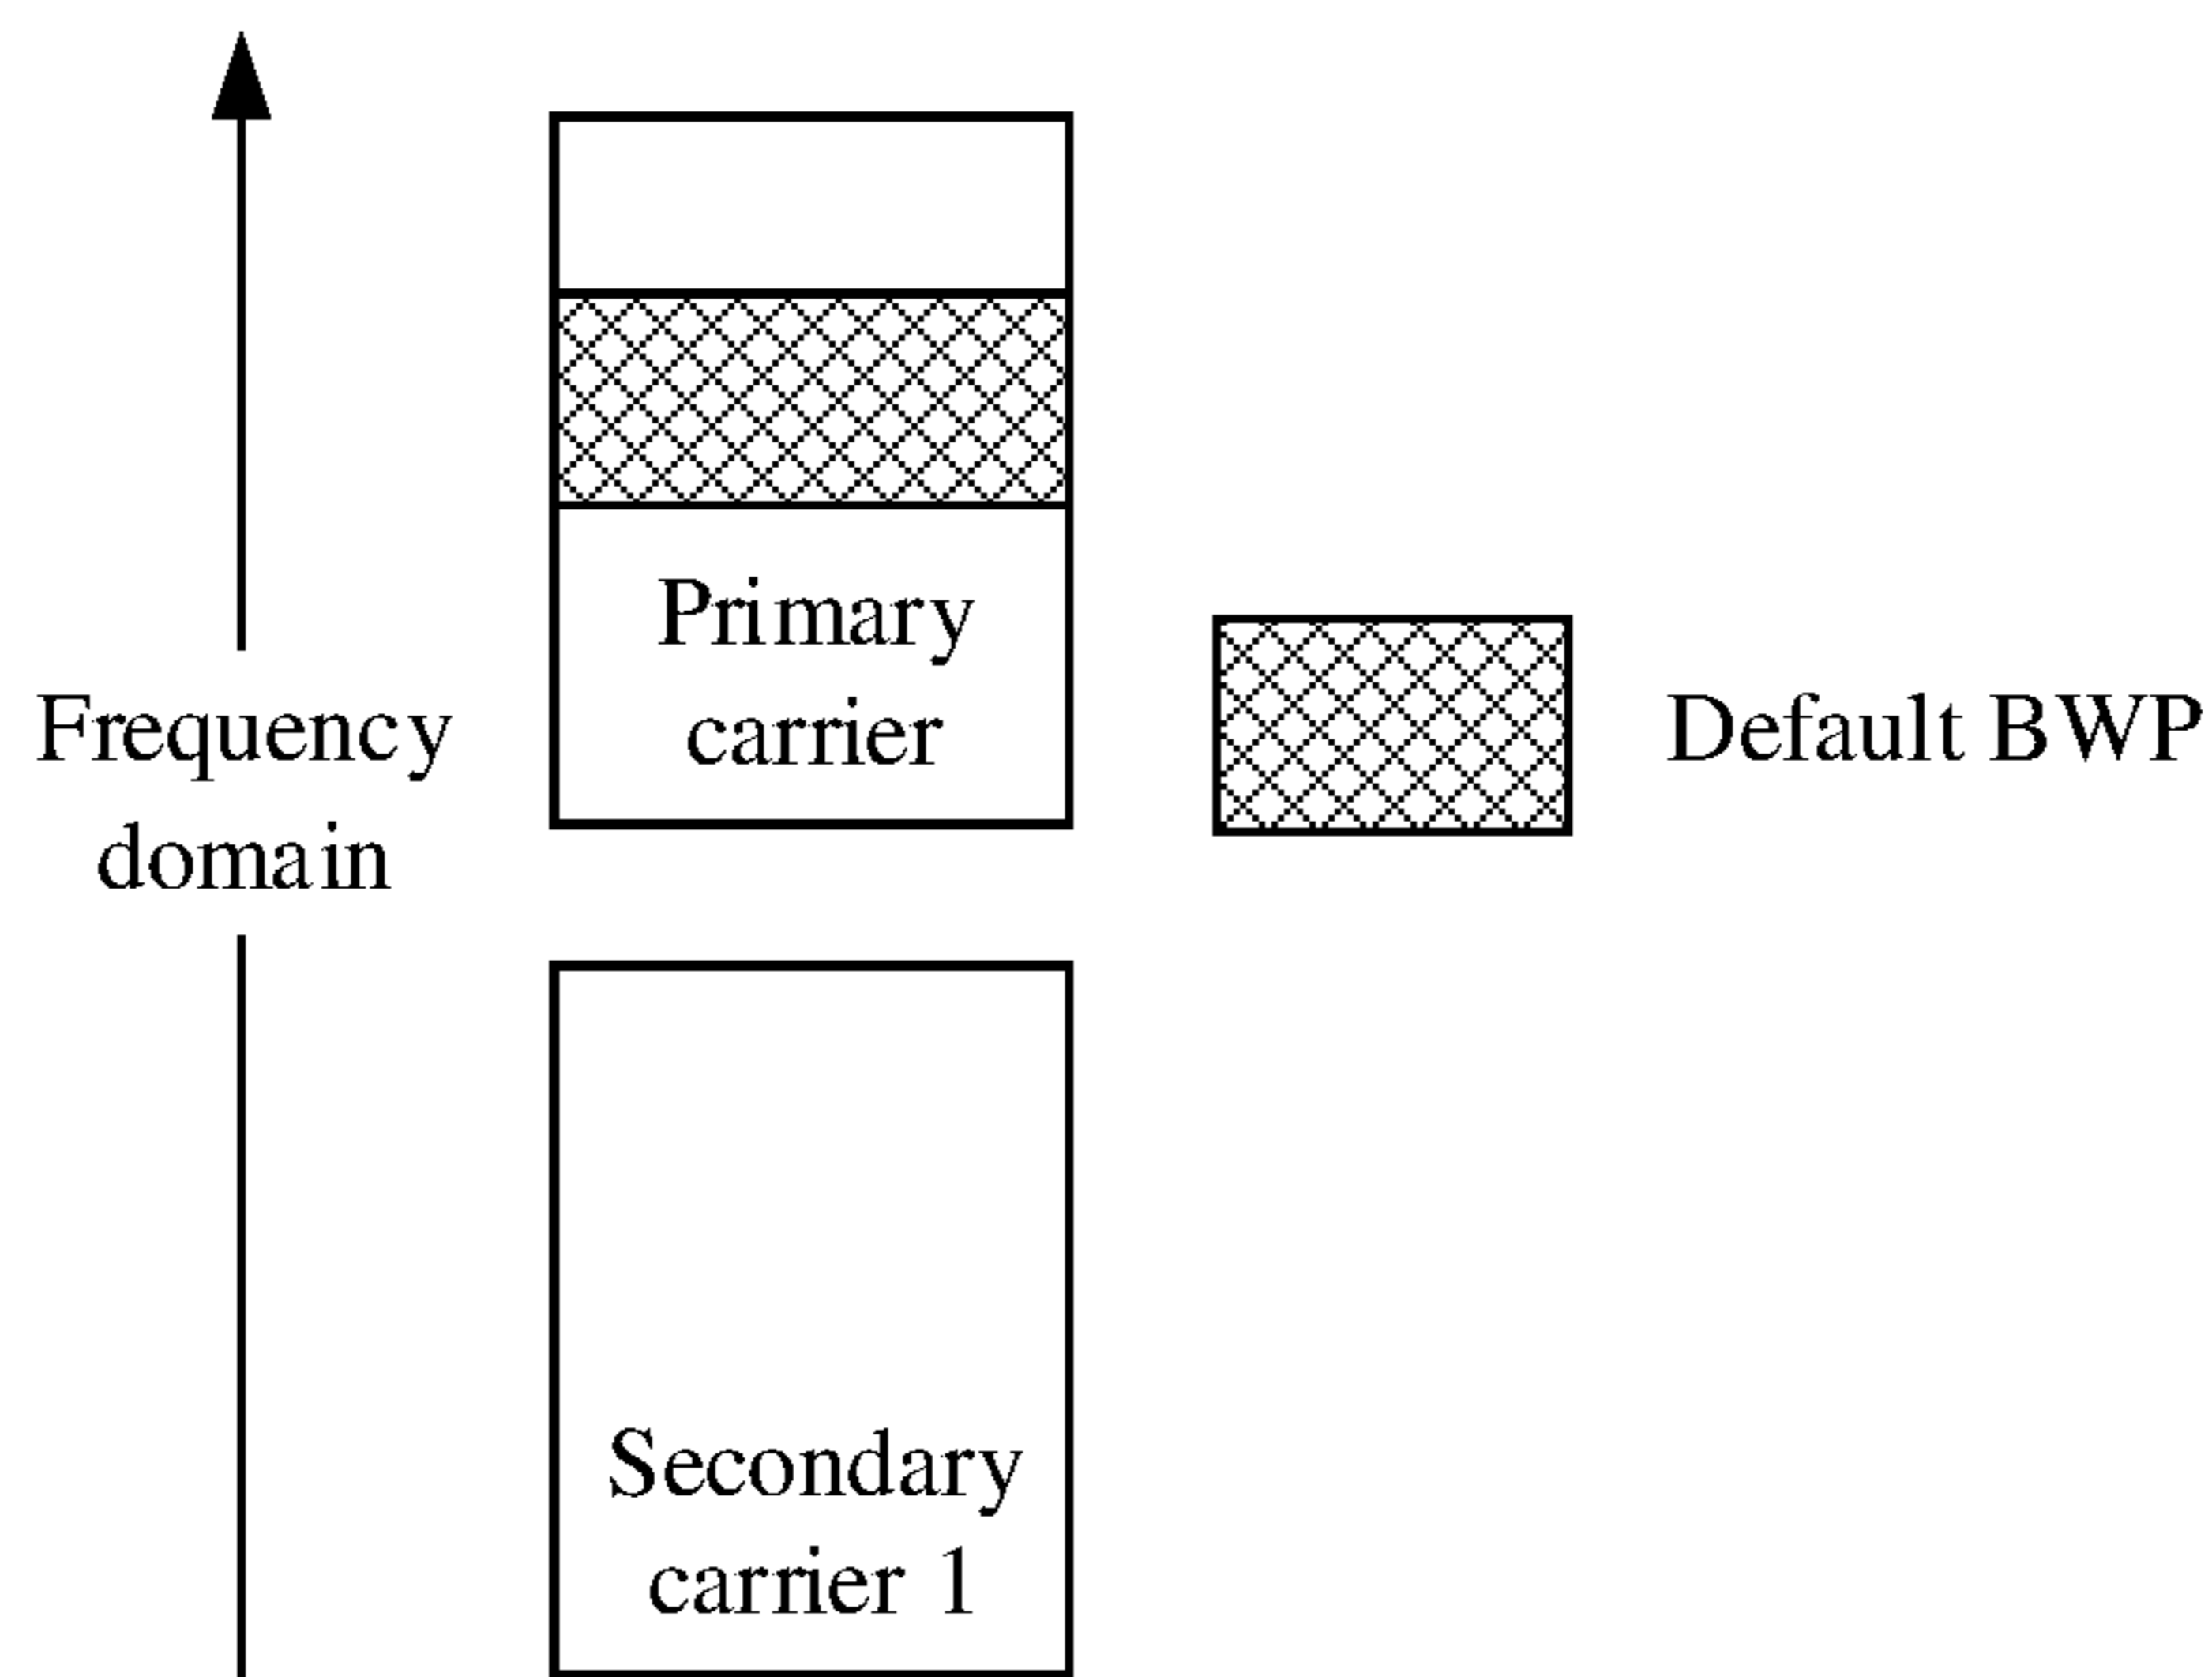 Frequency
domain
Primary
carrier
Default BWP
Secondary
carrier 1